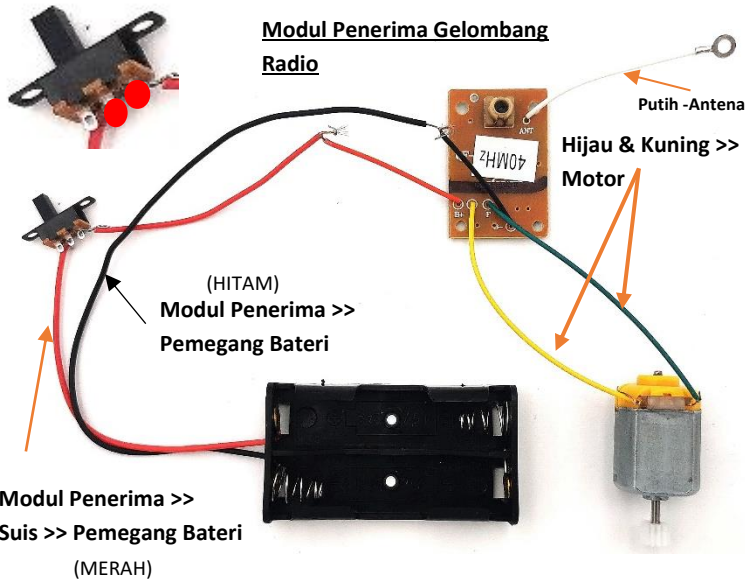 Modul Penerima Gelombang
Radio
Putih -Antena
ANT
40MHz
Hijau & Kuning >>
Motor
B+
F
(HITAM)
Modul Penerima >>
Pemegang Bateri
Modul Penerima >>
Suis >> Pemegang Bateri
(MERAH)